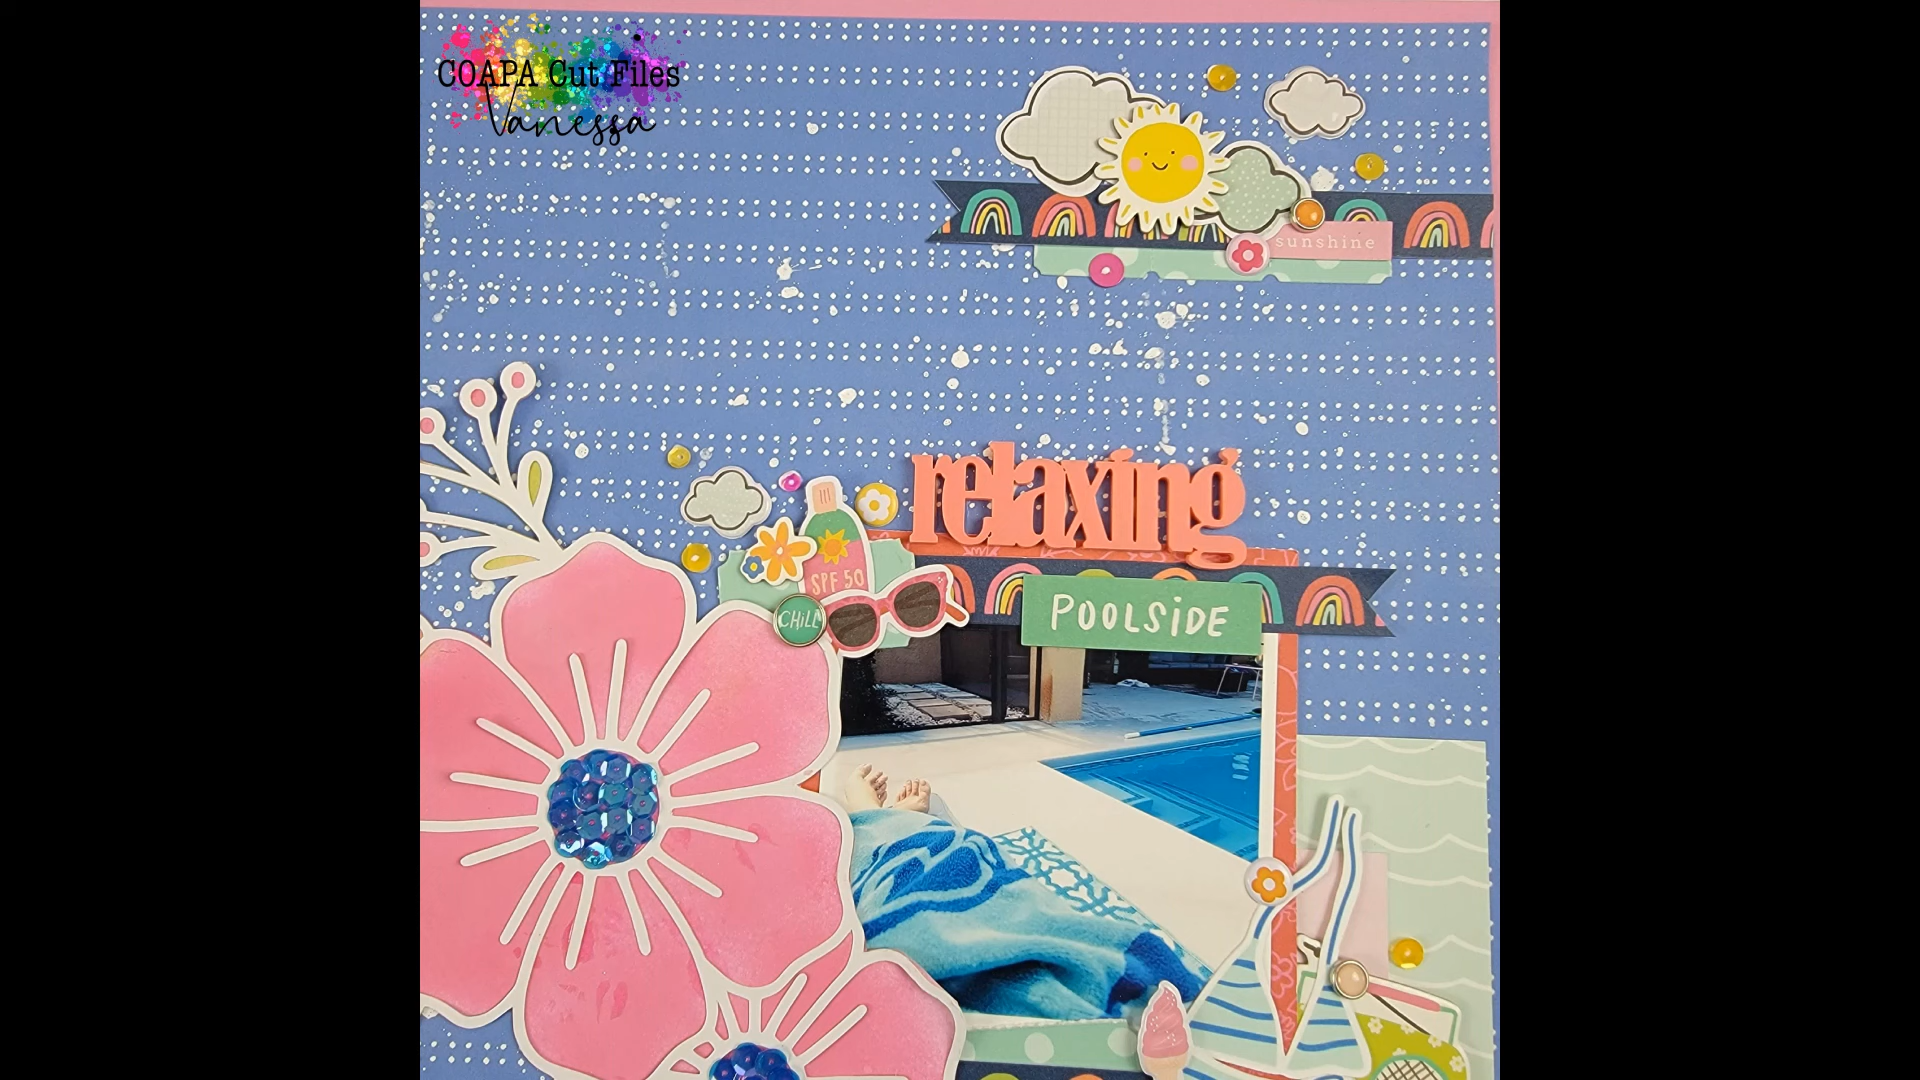 COAPA Cut Files
Vanessa
sunshine
relaxing
SPF 50
CHILL
POOLSIDE